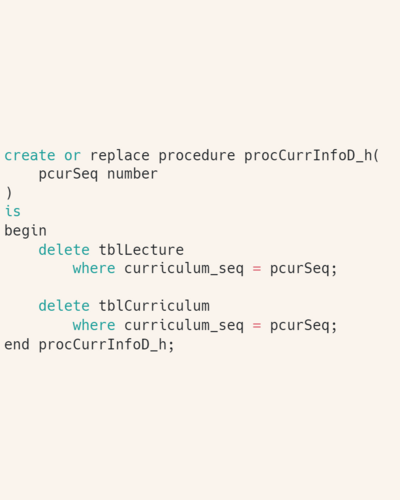 create or replace procedure procCurrInfoD_h(
    pcurSeq number
)
is
begin
    delete tblLecture
        where curriculum_seq = pcurSeq;

    delete tblCurriculum
        where curriculum_seq = pcurSeq;
end procCurrInfoD_h;